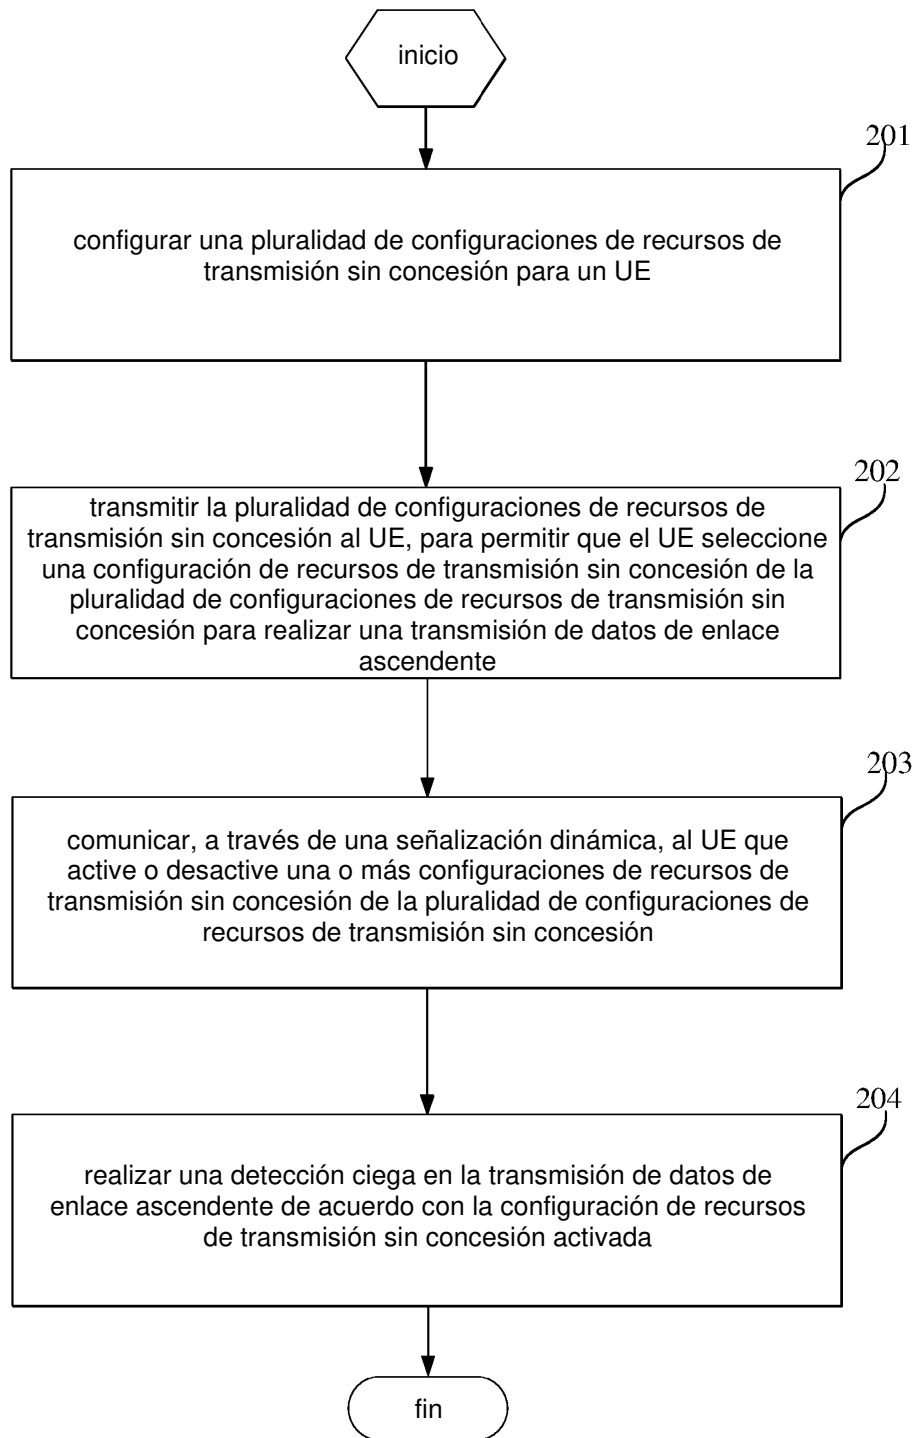 inicio
201
configurar una pluralidad de configuraciones de recursos de
transmisión sin concesión para un UE
202
transmitir la pluralidad de configuraciones de recursos de
transmisión sin concesión al UE, para permitir que el UE seleccione
una configuración de recursos de transmisión sin concesión de la
pluralidad de configuraciones de recursos de transmisión sin
concesión para realizar una transmisión de datos de enlace
ascendente
203
comunicar, a través de una señalización dinámica, al UE que
active o desactive una o más configuraciones de recursos de
transmisión sin concesión de la pluralidad de configuraciones de
recursos de transmisión sin concesión
204
realizar una detección ciega en la transmisión de datos de
enlace ascendente de acuerdo con la configuración de recursos
de transmisión sin concesión activada
fin